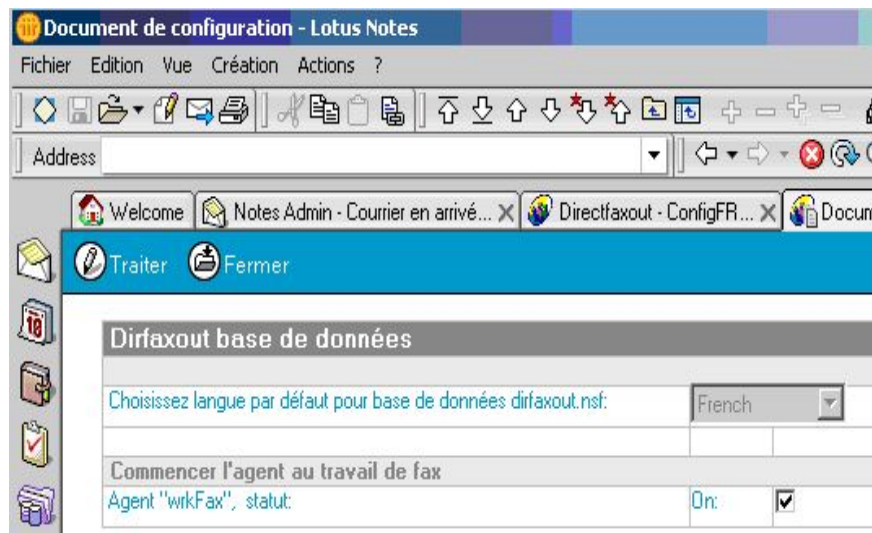 Document de configuration - Lotus Notes
Fichier Edition Vue Création Actions ?
Address
Welcome Notes Admin - Courrier en arrivé... Directfaxout - ConfigFR... Docum
Traiter Fermer
Dirfaxout base de données
Choisissez langue par défaut pour base de données dirfaxout.nsf: French
Commencer l'agent au travail de fax
Agent "wrkFax", statut: On: